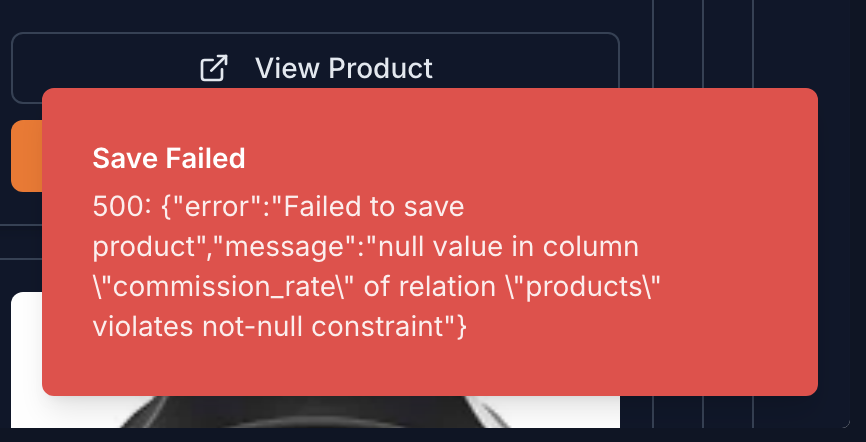 View Product
Save Failed
500: {"error":"Failed to save
product","message":"null value in column
\"commission_rate\" of relation \"products\"
violates not-null constraint"}